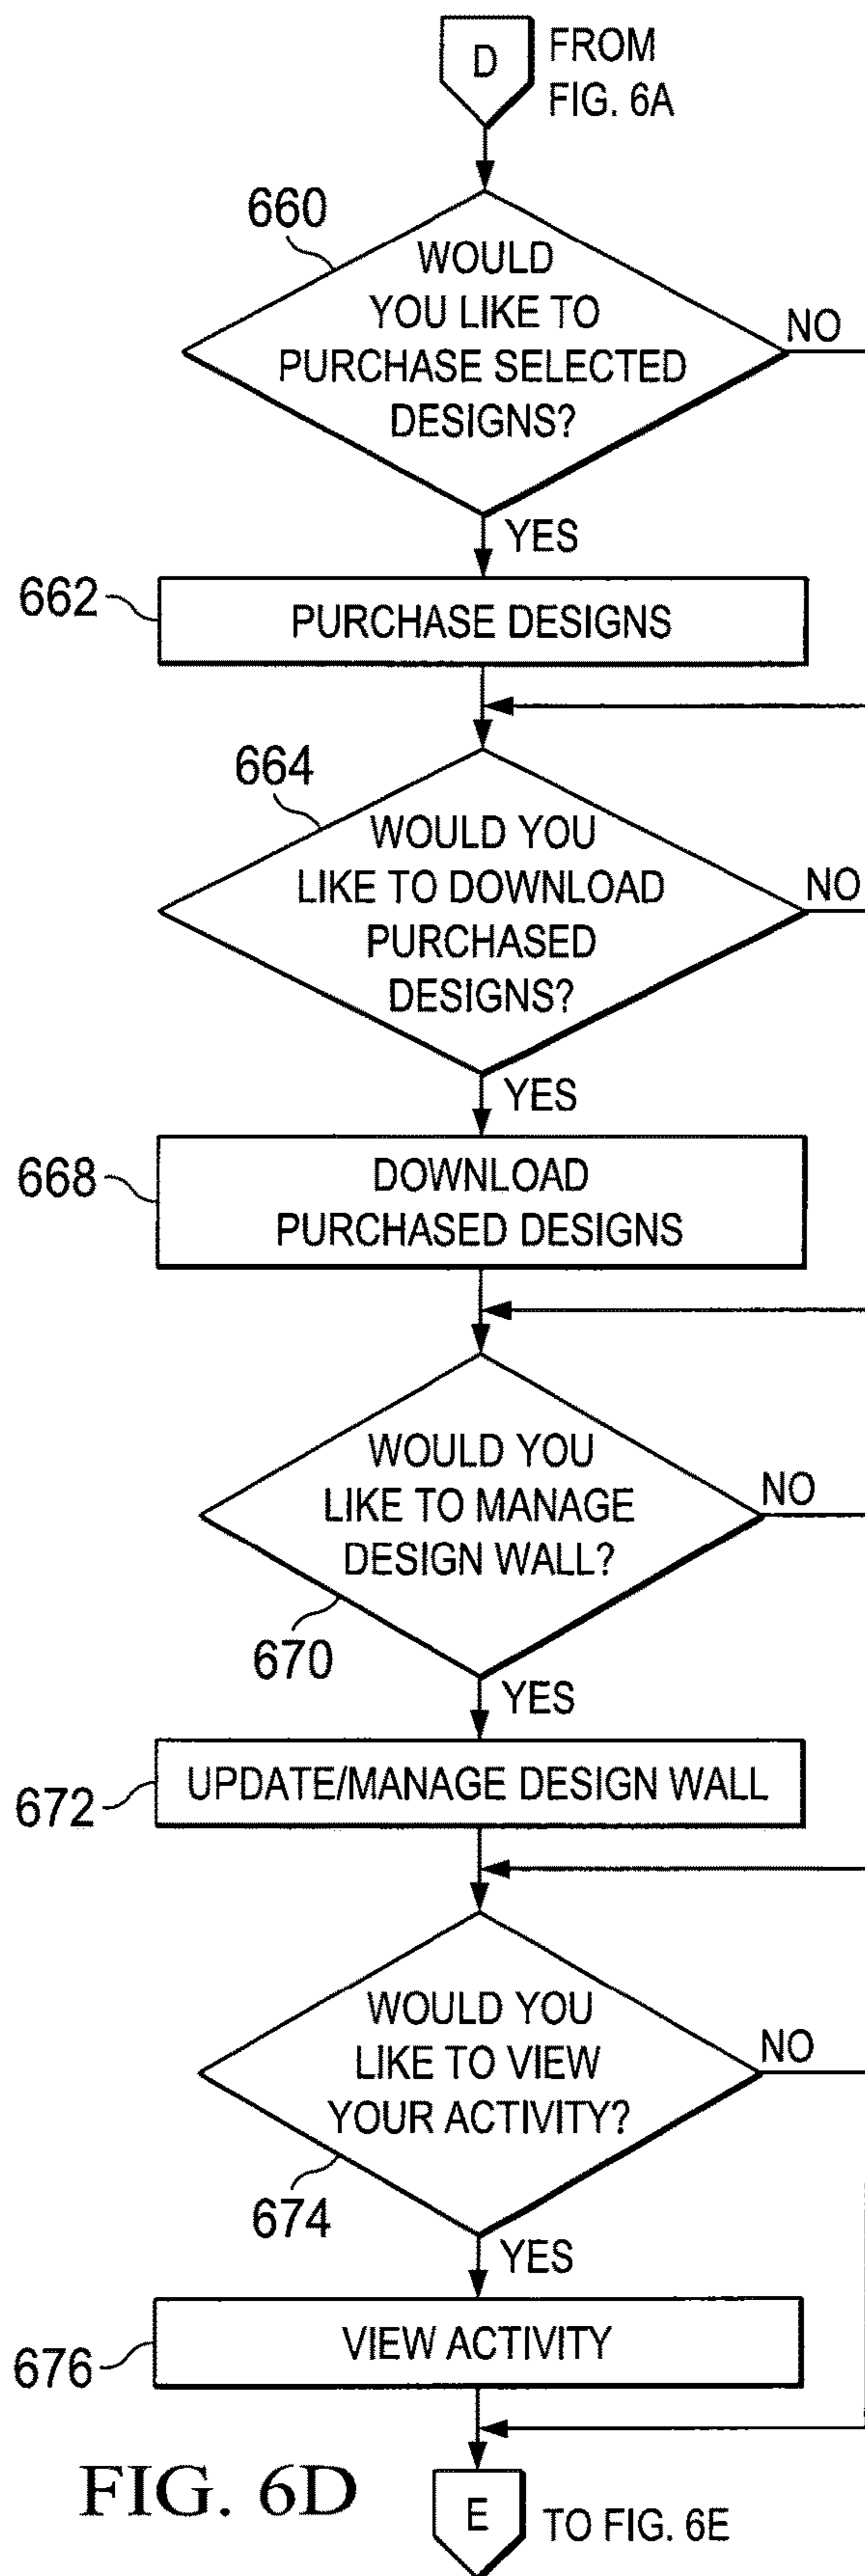 D
FROM
FIG. 6A
660
WOULD
YOU LIKE TO
PURCHASE SELECTED
DESIGNS?
NO
YES
662
PURCHASE DESIGNS
664
WOULD YOU
LIKE TO DOWNLOAD
PURCHASED
DESIGNS?
NO
YES
668
DOWNLOAD
PURCHASED DESIGNS
WOULD YOU
LIKE TO MANAGE
DESIGN WALL?
NO
670
YES
672
UPDATE/MANAGE DESIGN WALL
WOULD YOU
LIKE TO VIEW
YOUR ACTIVITY?
NO
674
YES
676
VIEW ACTIVITY
FIG. 6D
E
TO FIG. 6E